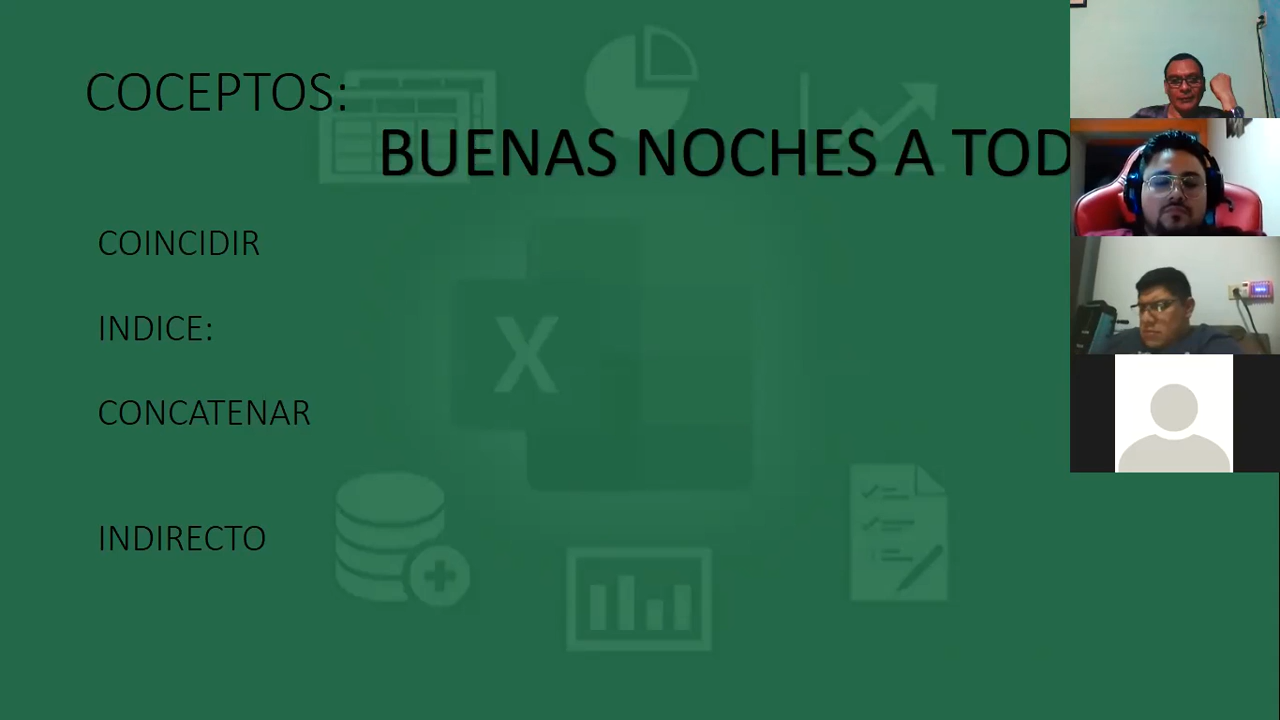 COCEPTOS:
BUENAS NOCHES A TOD
COINCIDIR
INDICE:
CONCATENAR
INDIRECTO
X